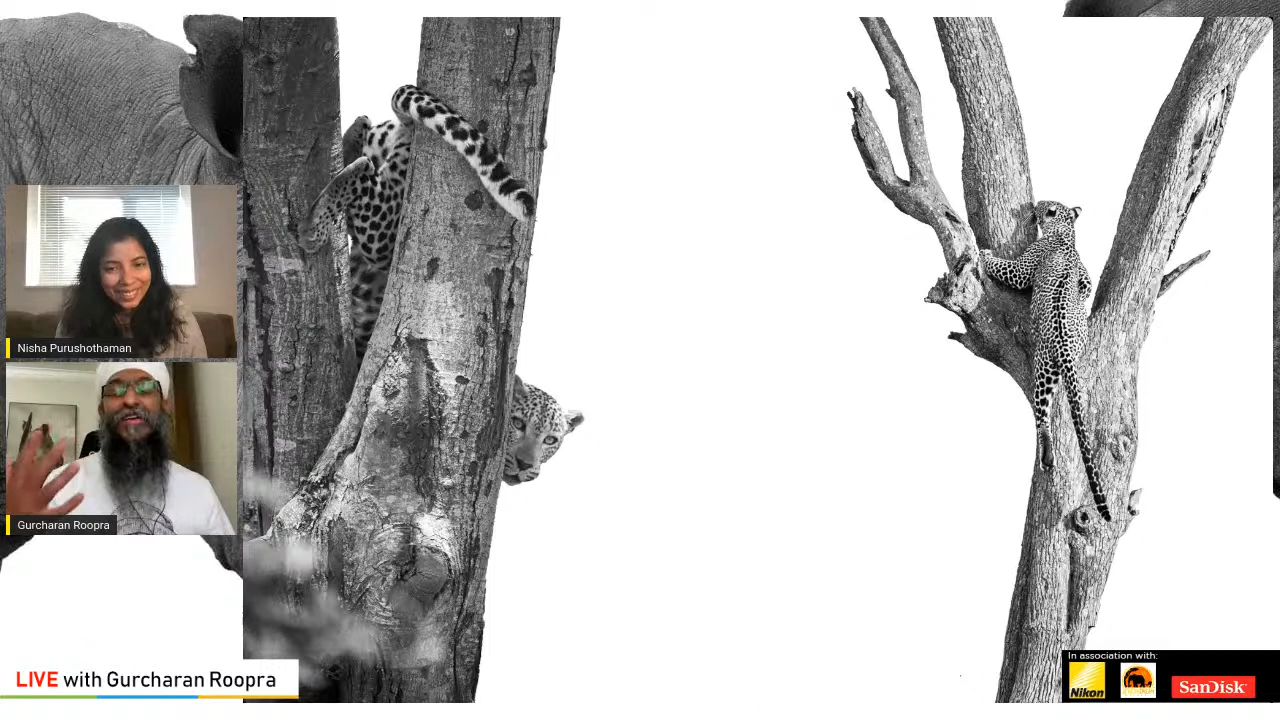 Nisha Purushothaman
Gurcharan Roopra
LIVE with Gurcharan Roopra
In association with:
Nikon
SanDisk